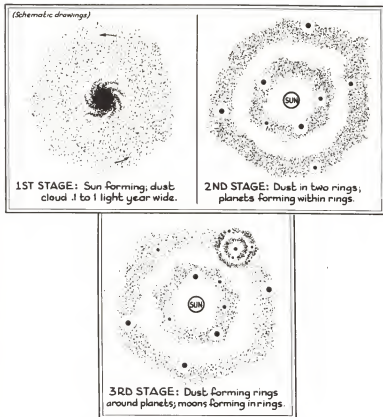 (Schematic drawings)
1ST STAGE: Sun forming; dust
cloud .1 to 1 light year wide.
SUN
2ND STAGE: Dust in two rings;
planets forming within rings.
SUN
3RD STAGE: Dust forming rings
around planets; moons forming in rings.